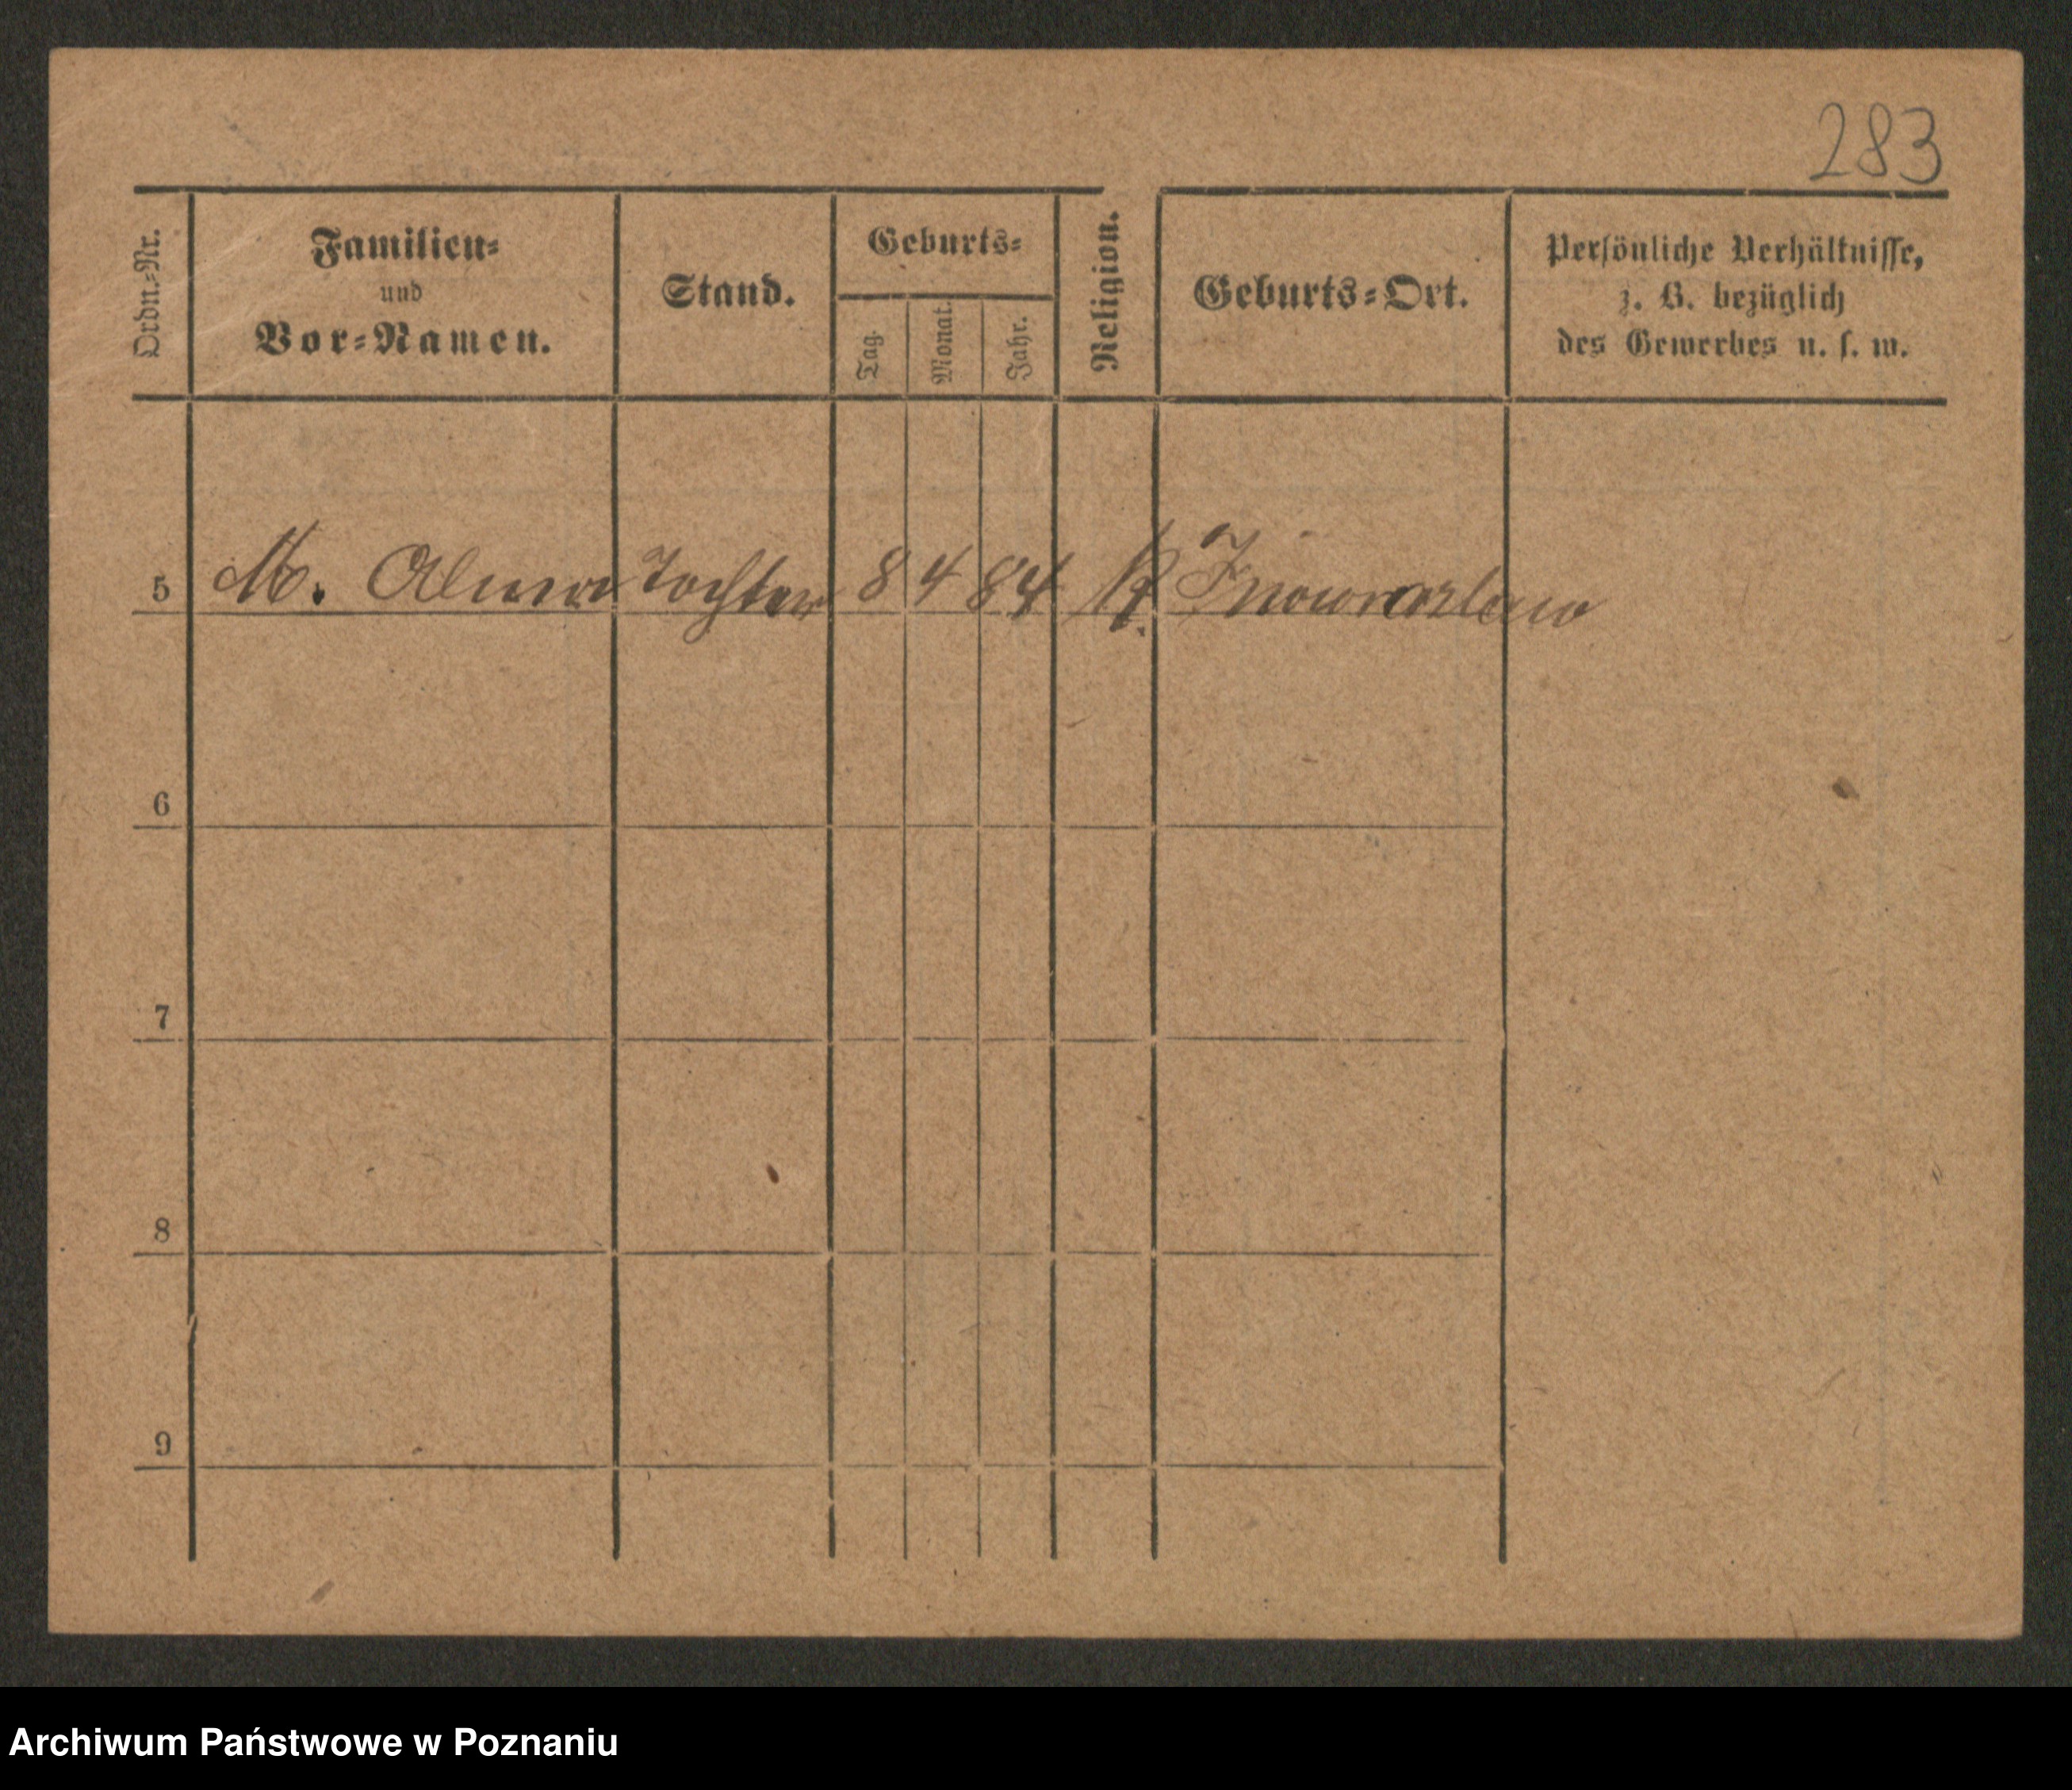 283
Ordn.-Nr.
Familien-
und
Vor-Namen.
Stand.
Geburts-
Tag.
Monat.
Jahr.
Religion.
Geburts-Ort.
Persönliche Verhältnisse,
z. B. bezüglich
des Gewerbes u. s. w.
5 M. Alma Tochter 8 4 84 K. Inowrazlaw
6
7
8
9
Archiwum Państwowe w Poznaniu